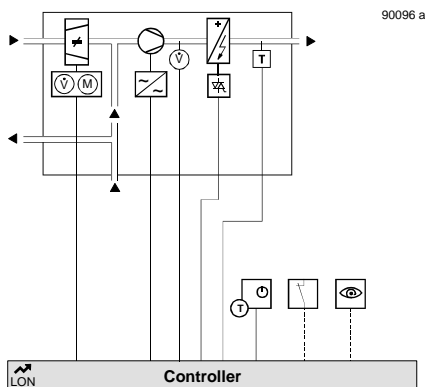 90096 a
+
V̇
T
V̇ M
~
~
T
LON
Controller